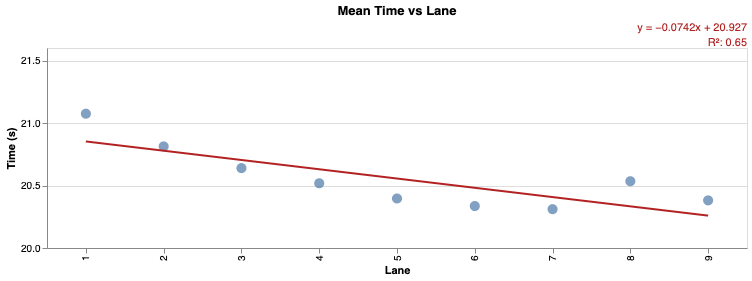 Mean Time vs Lane
y = −0.0742x + 20.927
R²: 0.65
21.5
21.0
20.5
20.0
Time (s)
1 2 3 4 5 6 7 8 9
Lane